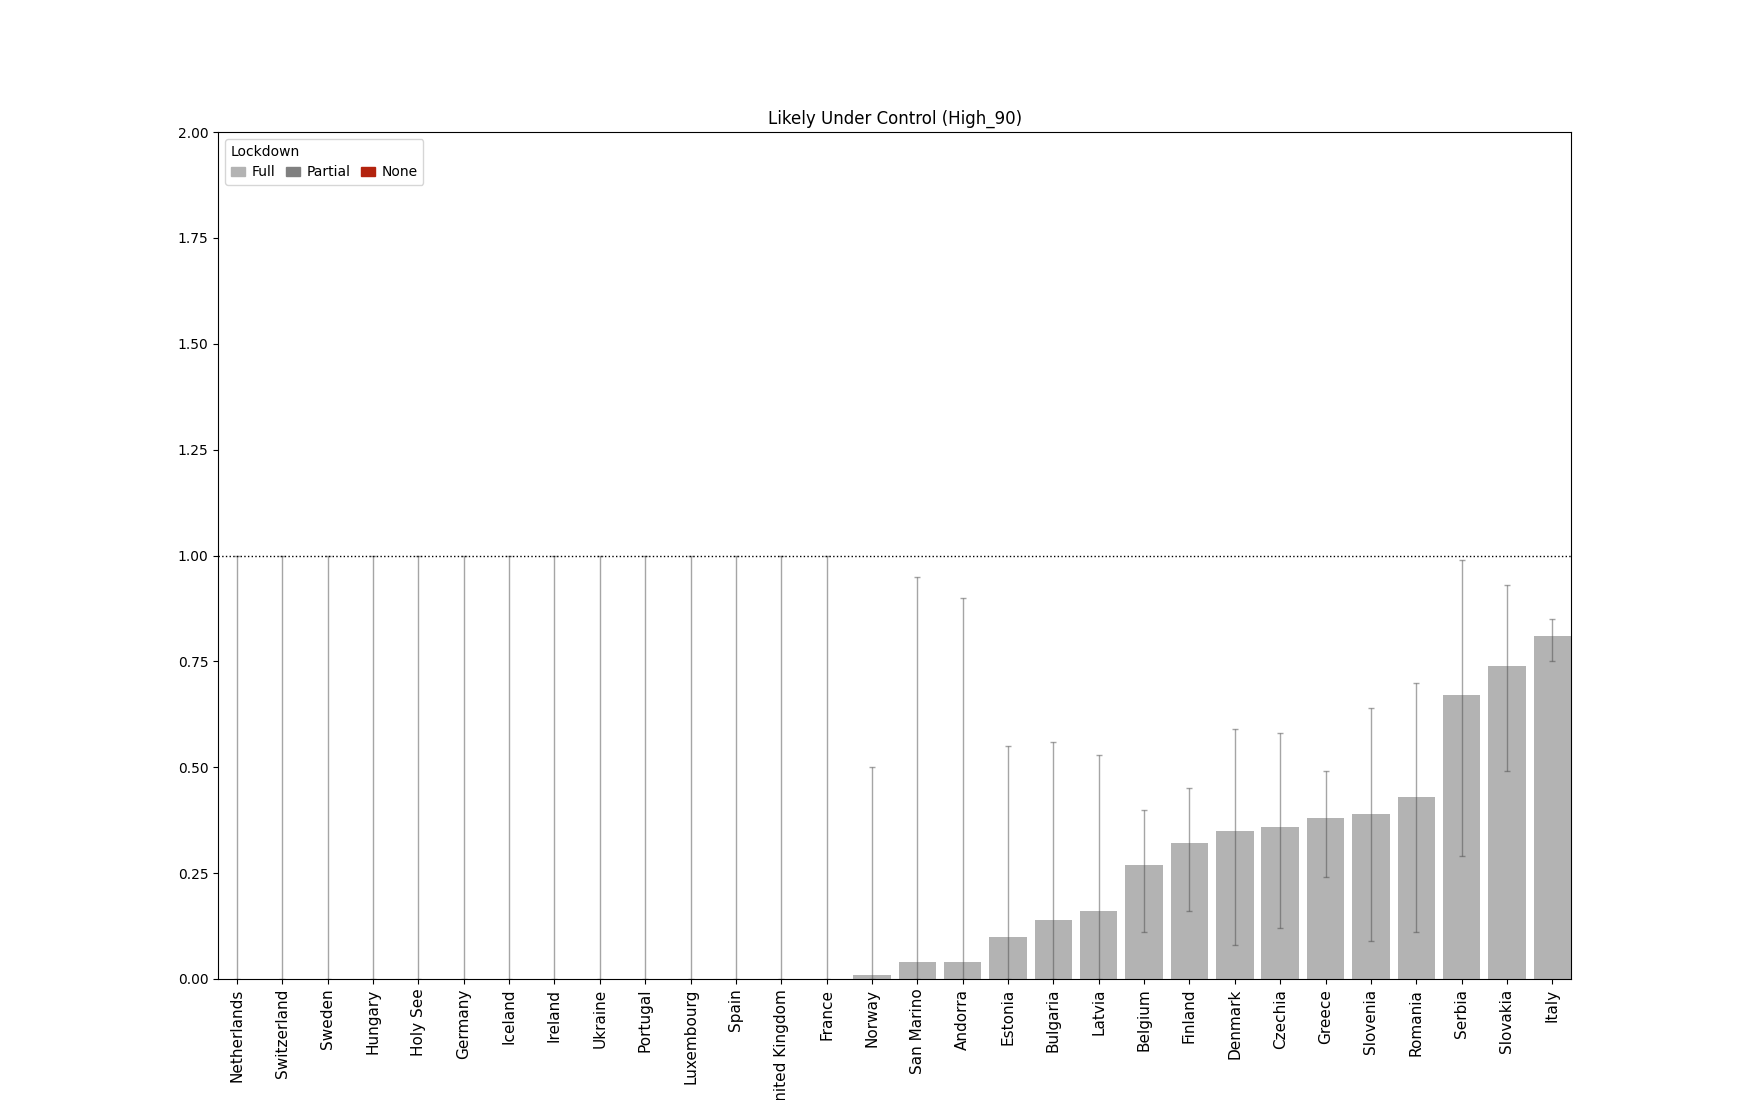 Likely Under Control (High_90)
2.00
Lockdown
Full Partial None
1.75
1.50
1.25
1.00
0.75
0.50
0.25
0.00
Netherlands
Switzerland
Sweden
Hungary
Holy See
Germany
Iceland
Ireland
Ukraine
Portugal
Luxembourg
Spain
nited Kingdom
France
Norway
San Marino
Andorra
Estonia
Bulgaria
Latvia
Belgium
Finland
Denmark
Czechia
Greece
Slovenia
Romania
Serbia
Slovakia
Italy